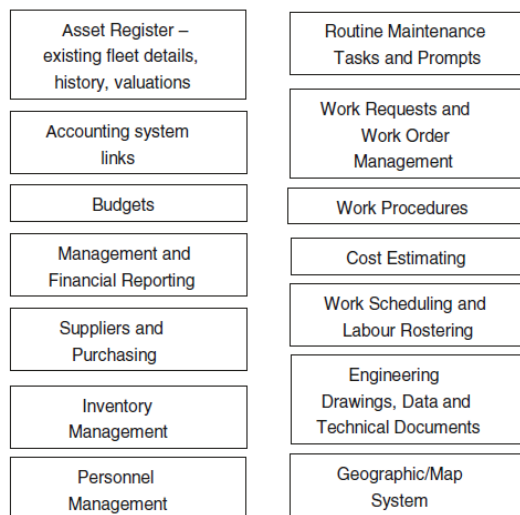 Asset Register –
existing fleet details,
history, valuations
Accounting system
links
Budgets
Management and
Financial Reporting
Suppliers and
Purchasing
Inventory
Management
Personnel
Management
Routine Maintenance
Tasks and Prompts
Work Requests and
Work Order
Management
Work Procedures
Cost Estimating
Work Scheduling and
Labour Rostering
Engineering
Drawings, Data and
Technical Documents
Geographic/Map
System